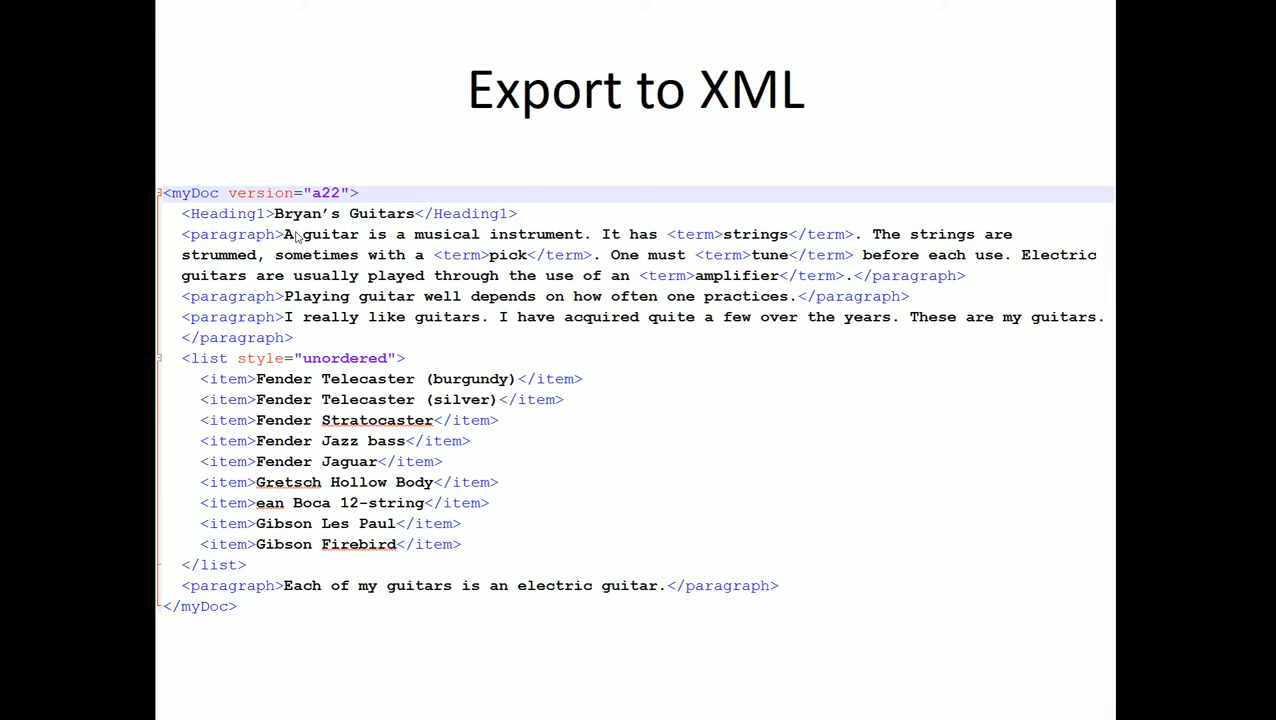 Export to XML
<myDoc version="a22">
<Heading1>Bryan’s Guitars</Heading1>
<paragraph>A guitar is a musical instrument. It has <term>strings</term>. The strings are
strummed, sometimes with a <term>pick</term>. One must <term>tune</term> before each use. Electric
guitars are usually played through the use of an <term>amplifier</term>.</paragraph>
<paragraph>Playing guitar well depends on how often one practices.</paragraph>
<paragraph>I really like guitars. I have acquired quite a few over the years. These are my guitars.
</paragraph>
<list style="unordered">
<item>Fender Telecaster (burgundy)</item>
<item>Fender Telecaster (silver)</item>
<item>Fender Stratocaster</item>
<item>Fender Jazz bass</item>
<item>Fender Jaguar</item>
<item>Gretsch Hollow Body</item>
<item>ean Boca 12-string</item>
<item>Gibson Les Paul</item>
<item>Gibson Firebird</item>
</list>
<paragraph>Each of my guitars is an electric guitar.</paragraph>
</myDoc>